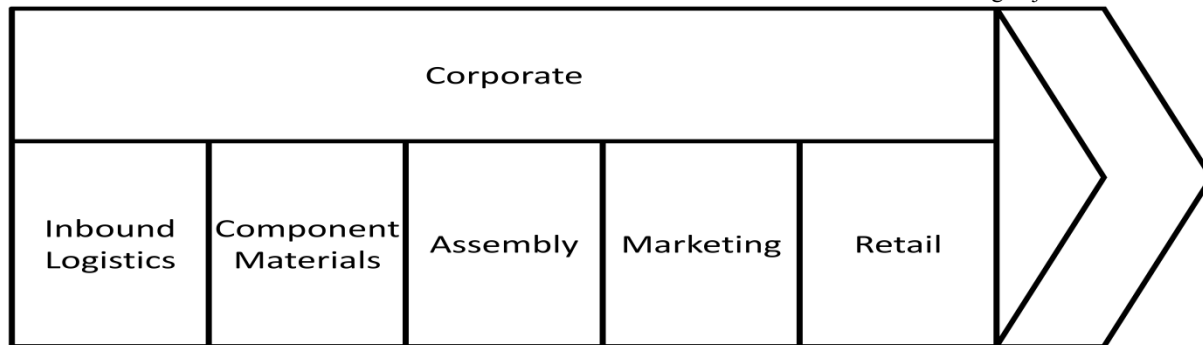 Corporate
Inbound
Logistics
Component
Materials
Assembly
Marketing
Retail